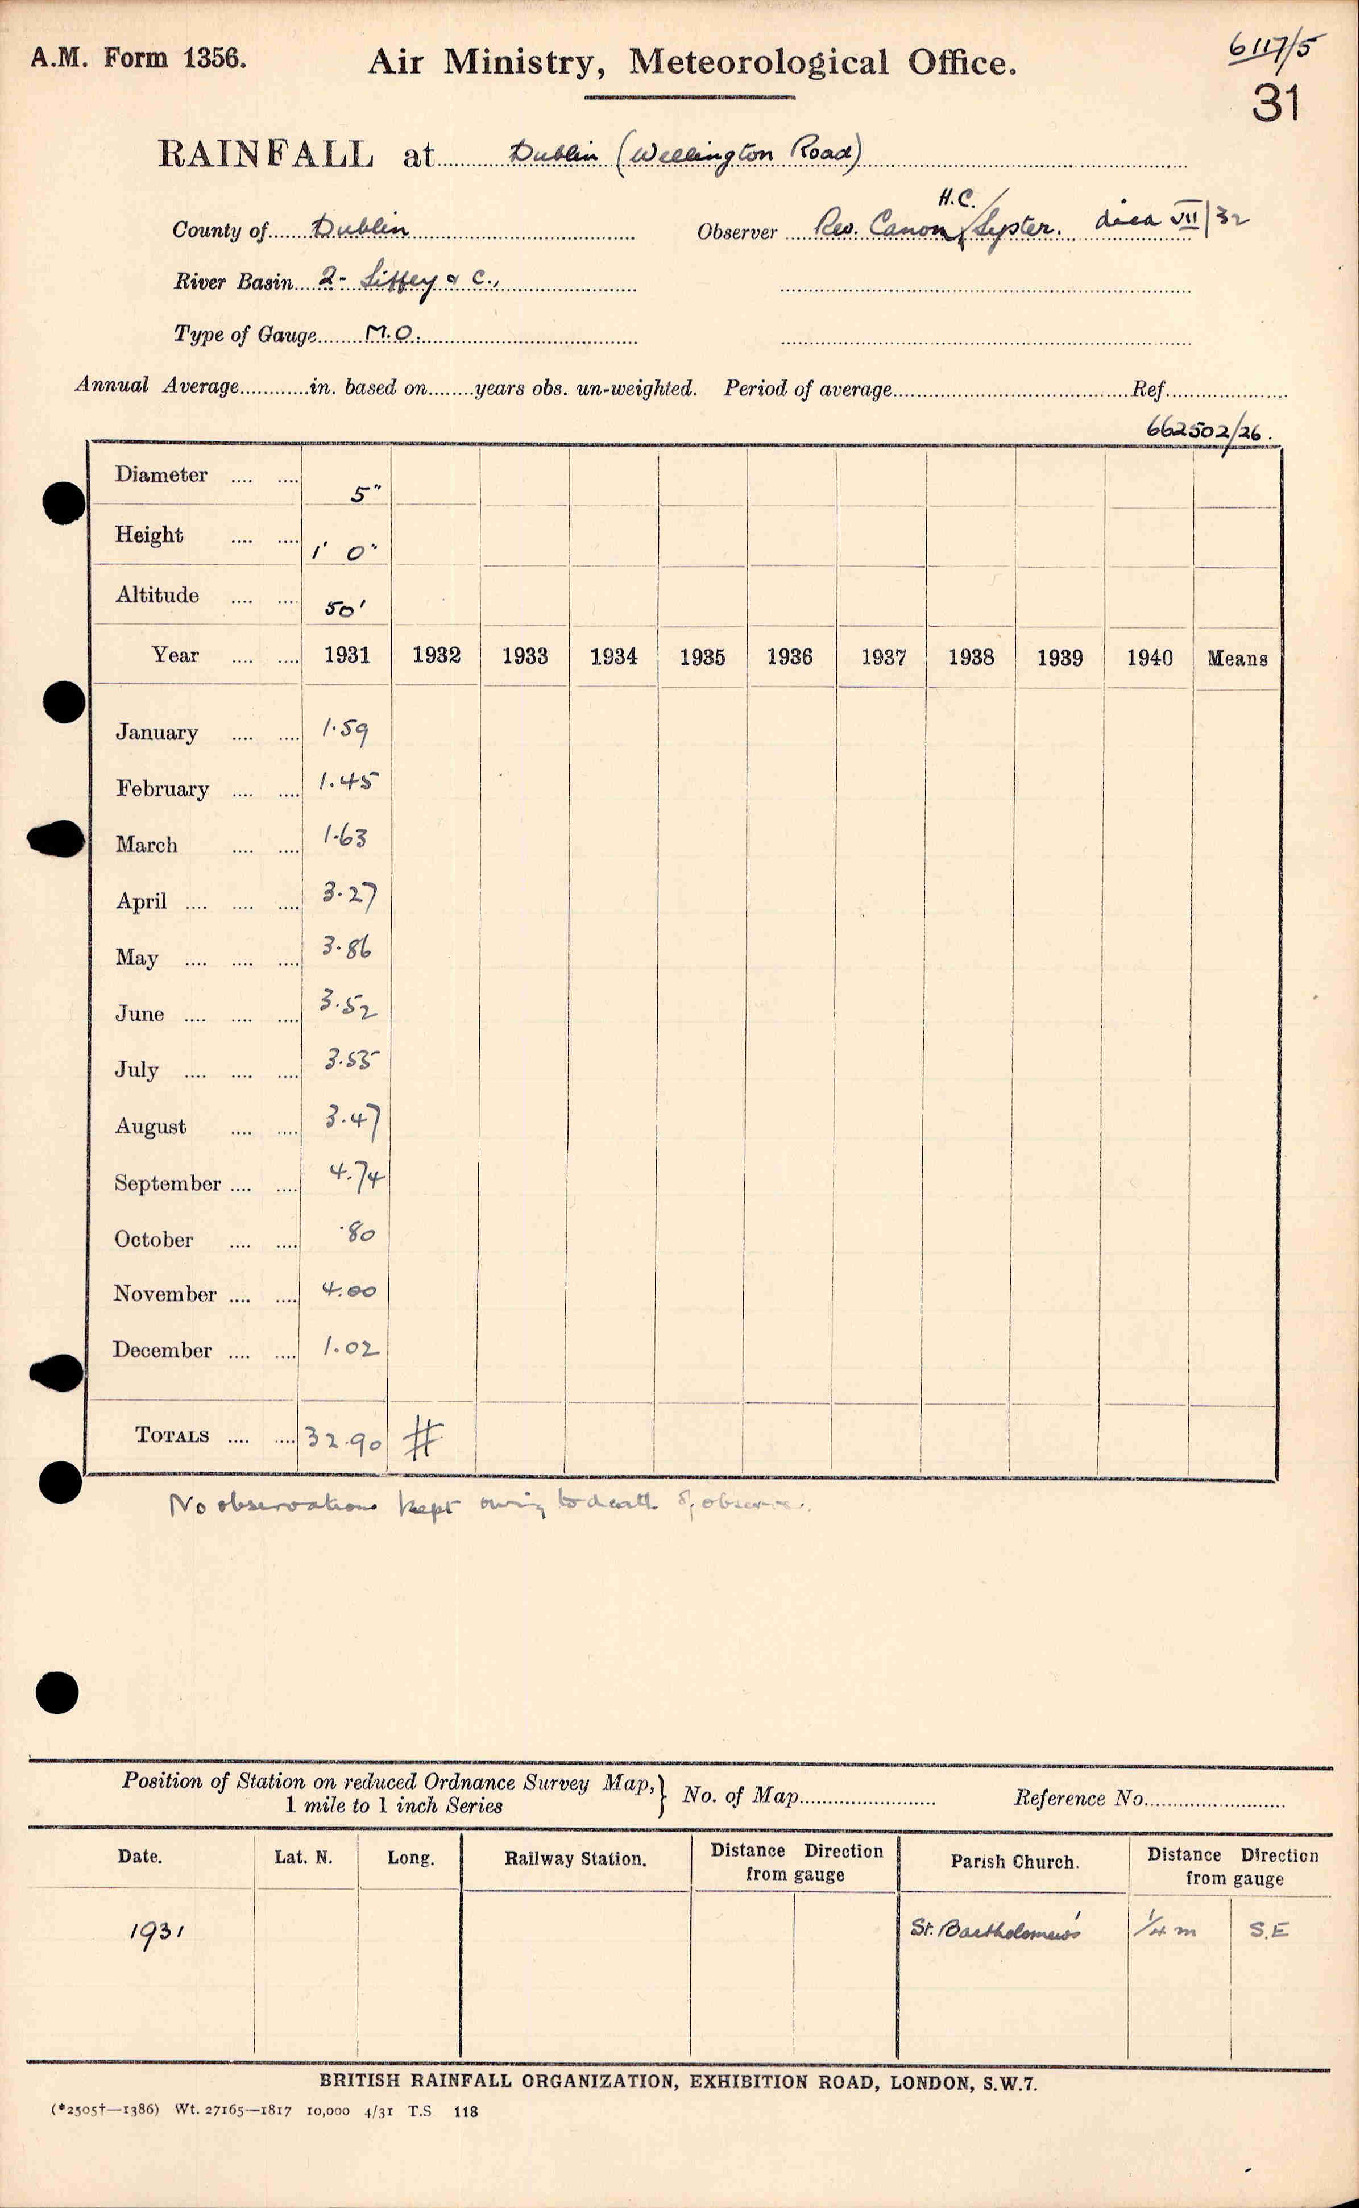 A.M. Form 1356.
Air Ministry, Meteorological Office.
6117/5
31
RAINFALL at Dublin (Wellington Road)
County of Dublin
Observer Rev. Canon H.C. Lyster. died VII/32
River Basin 2- Liffey & C.,
Type of Gauge M.O.
Annual Average in. based on years obs. un-weighted. Period of average Ref.
662502/26.
Diameter .... .... 5"
Height .... .... 1' 0"
Altitude .... .... 50'
Year .... .... 1931 1932 1933 1934 1935 1936 1937 1938 1939 1940 Means
January .... .... 1.59
February .... .... 1.45
March .... .... 1.63
April .... .... .... 3.27
May .... .... .... 3.86
June .... .... .... 3.52
July .... .... .... 3.55
August .... .... 3.47
September .... .... 4.74
October .... .... .80
November .... .... 4.00
December .... .... 1.02
TOTALS .... .... 32.90 #
No observations kept owing to death of observer.
Position of Station on reduced Ordnance Survey Map, } No. of Map Reference No.
1 mile to 1 inch Series
Date. Lat. N. Long. Railway Station. Distance Direction from gauge Parish Church. Distance Direction from gauge
1931 St. Bartholomew's 1/4 m S.E
BRITISH RAINFALL ORGANIZATION, EXHIBITION ROAD, LONDON, S.W.7.
(*2505†—1386) Wt. 27165—1817 10,000 4/31 T.S 118